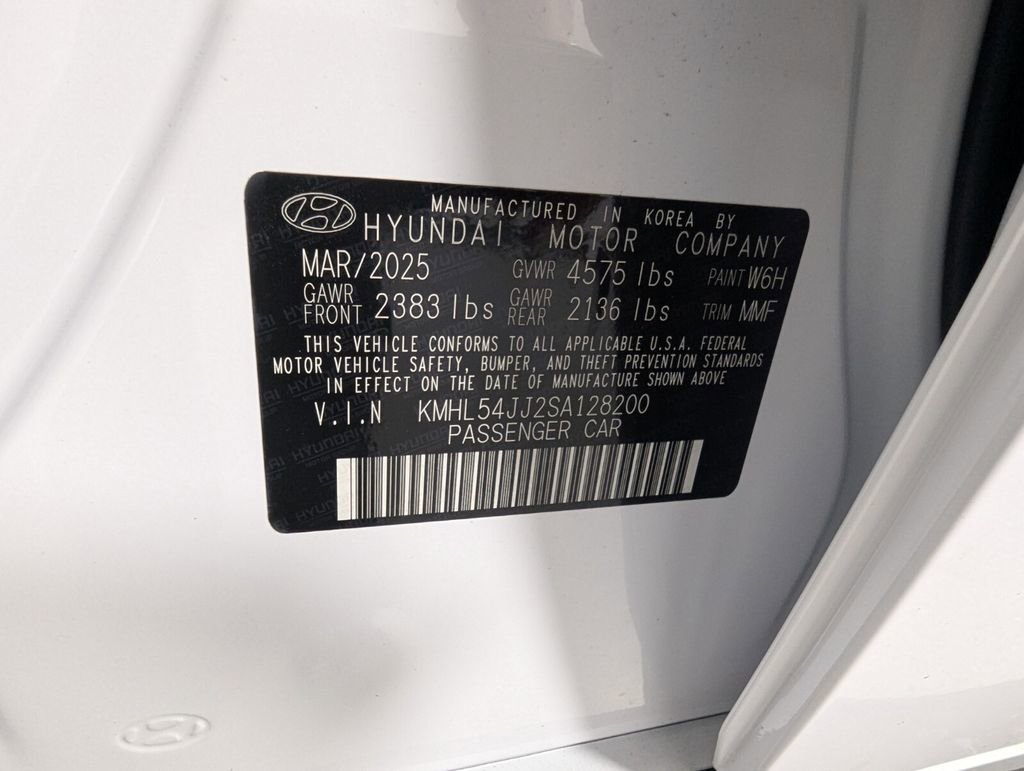 MANUFACTURED IN KOREA BY
HYUNDAI MOTOR COMPANY
MAR/2025 GVWR 4575 lbs PAINT W6H
GAWR FRONT 2383 lbs GAWR REAR 2136 lbs TRIM MMF
THIS VEHICLE CONFORMS TO ALL APPLICABLE U.S.A. FEDERAL
MOTOR VEHICLE SAFETY, BUMPER, AND THEFT PREVENTION STANDARDS
IN EFFECT ON THE DATE OF MANUFACTURE SHOWN ABOVE
V.I.N KMHL54JJ2SA128200
PASSENGER CAR